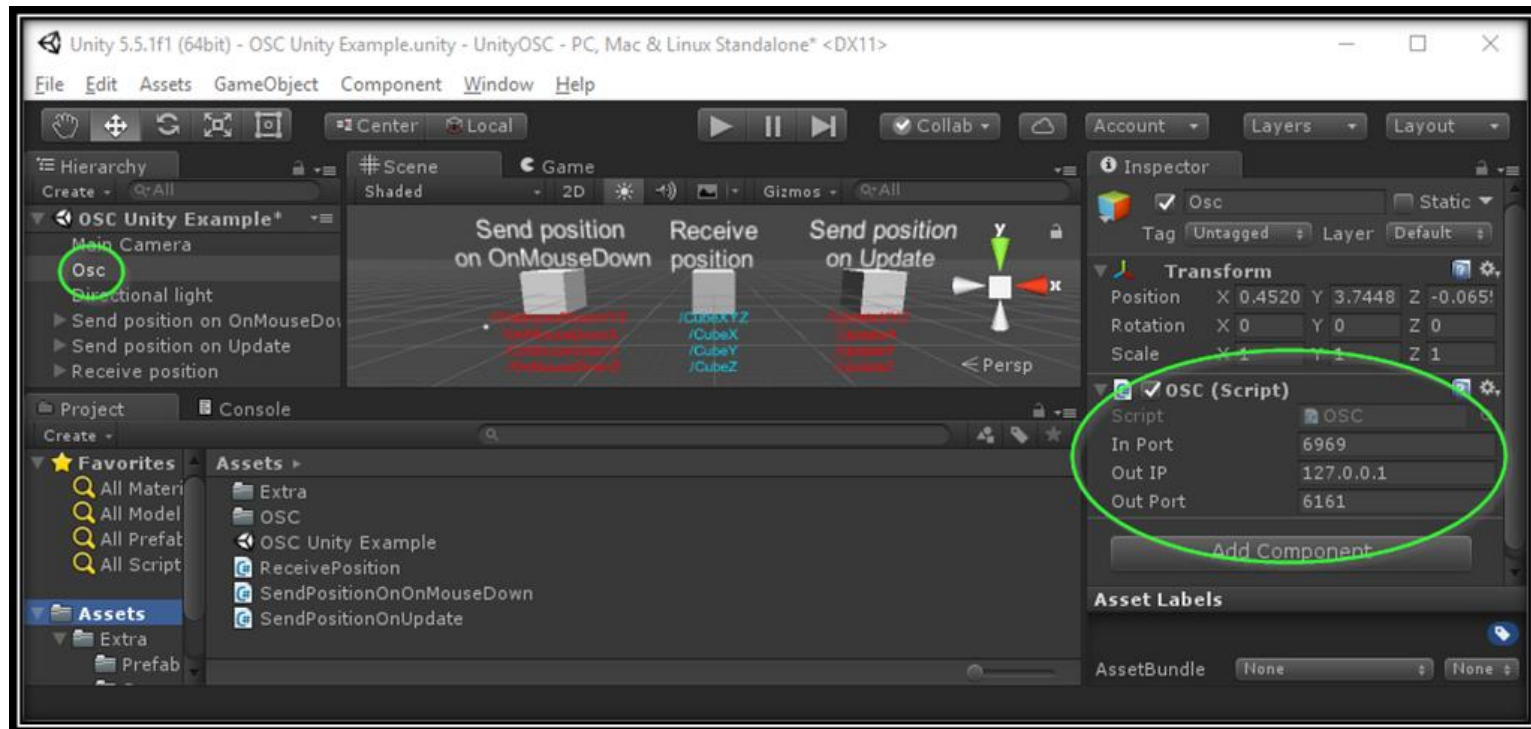 Unity 5.5.1f1 (64bit) - OSC Unity Example.unity - UnityOSC - PC, Mac & Linux Standalone* <DX11>
File Edit Assets GameObject Component Window Help
Center Local Collab Account Layers Layout
Hierarchy
Create All
OSC Unity Example*
Main Camera
Osc
Directional light
Send position on OnMouseDov
Send position on Update
Receive position
Scene Game
Shaded 2D Gizmos All
Send position
on OnMouseDown
Receive
position
/CubeXYZ
/CubeX
/CubeY
/CubeZ
Send position
on Update
y
x
Persp
Inspector
Osc Static
Tag Untagged Layer Default
Transform
Position X 0.4520 Y 3.7448 Z -0.065
Rotation X 0 Y 0 Z 0
Scale X 1 Y 1 Z 1
OSC (Script)
Script OSC
In Port 6969
Out IP 127.0.0.1
Out Port 6161
Add Component
Asset Labels
AssetBundle None None
Project Console
Create
Favorites
All Materi
All Model
All Prefab
All Script
Assets
Extra
Prefab
Assets
Extra
OSC
OSC Unity Example
ReceivePosition
SendPositionOnOnMouseDown
SendPositionOnUpdate